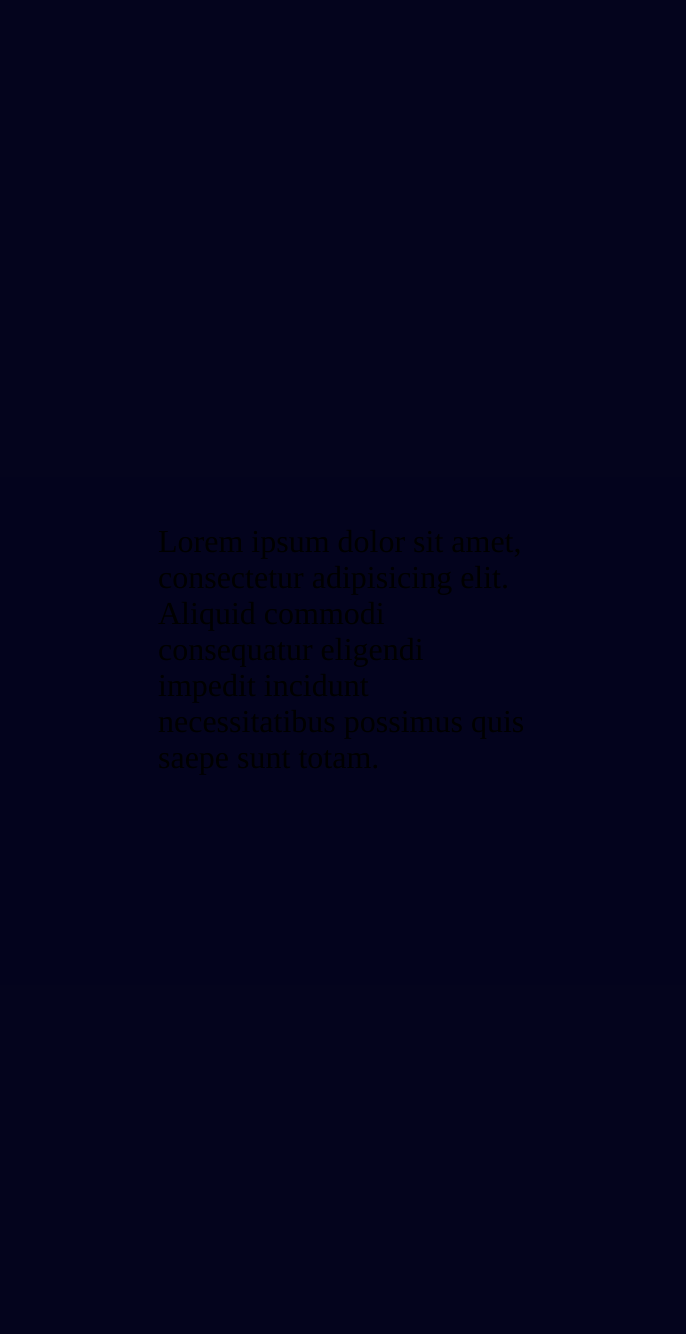 Lorem ipsum dolor sit amet,
consectetur adipisicing elit.
Aliquid commodi
consequatur eligendi
impedit incidunt
necessitatibus possimus quis
saepe sunt totam.